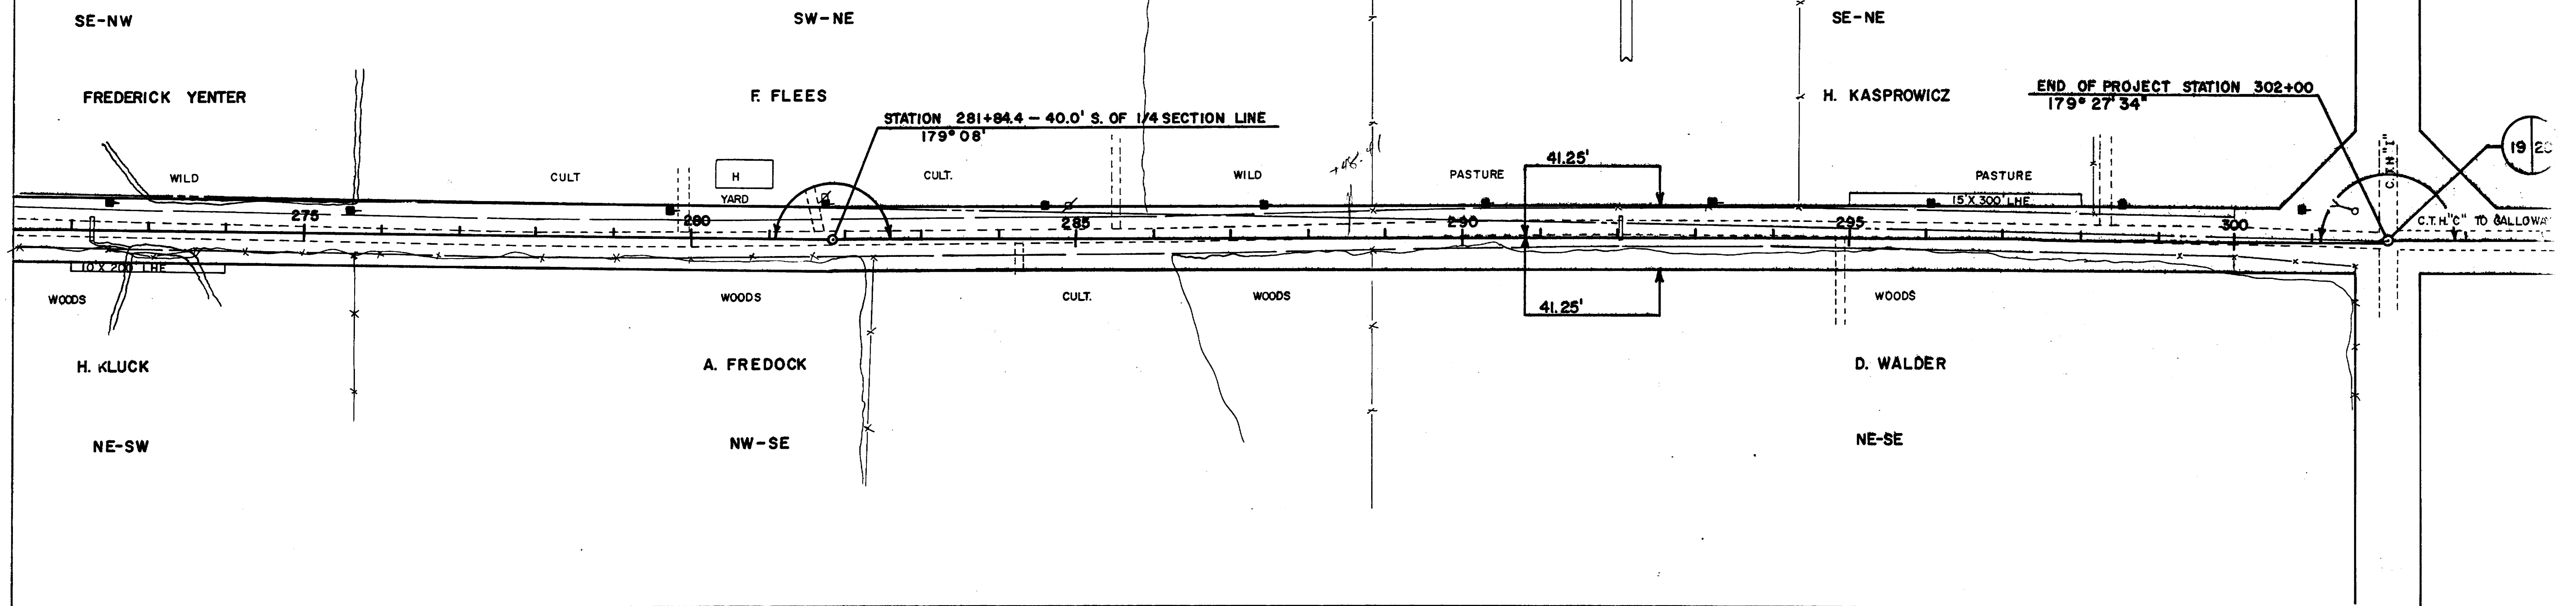 SE-NW
SW-NE
SE-NE
FREDERICK YENTER
F. FLEES
H. KASPROWICZ
END OF PROJECT STATION 302+00
179° 27' 34"
STATION 281+84.4 - 40.0' S. OF 1/4 SECTION LINE
179° 08'
C.T.H. "I"
19
WILD
CULT
H
YARD
CULT.
WILD
PASTURE
41.25'
PASTURE
15' X 300' LHE
275
280
285
290
295
300
C.T.H. "C" TO GALLOWA
10' X 200' LHE
WOODS
WOODS
CULT.
WOODS
41.25'
WOODS
H. KLUCK
A. FREDOCK
D. WALDER
NE-SW
NW-SE
NE-SE